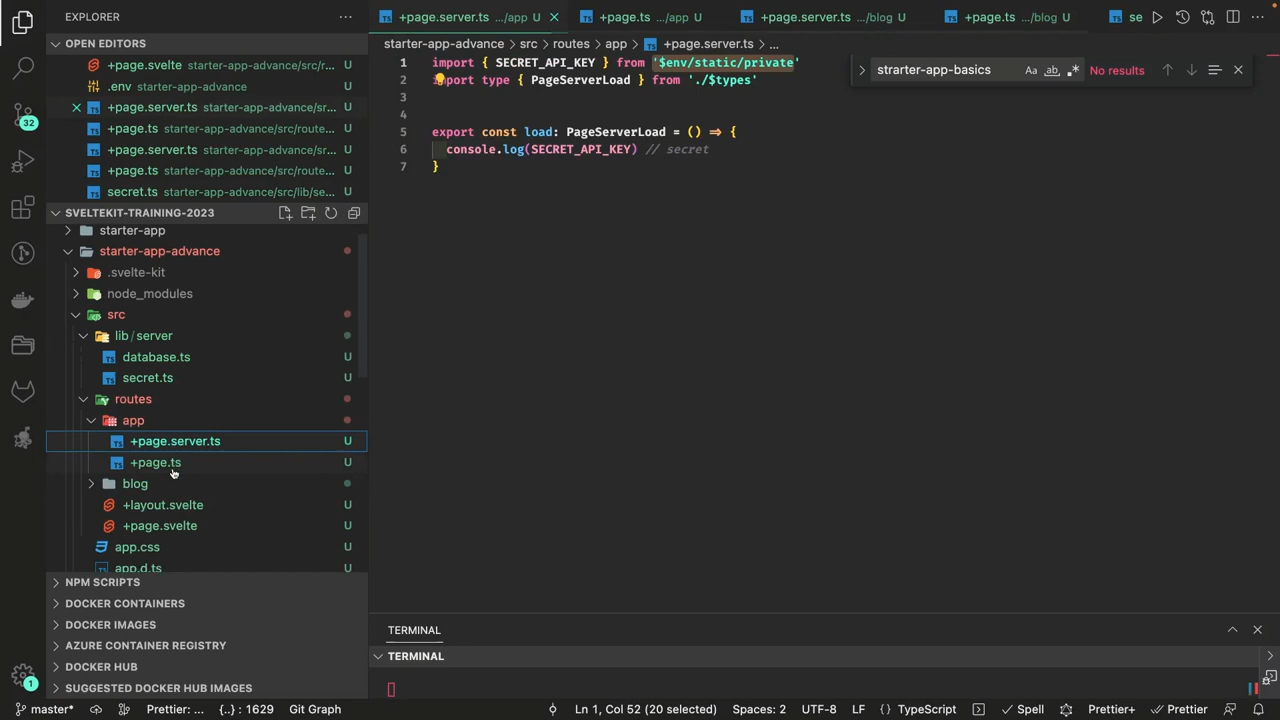 EXPLORER
OPEN EDITORS
+page.svelte starter-app-advance/src/r... U
.env starter-app-advance U
+page.server.ts starter-app-advance/sr... U
+page.ts starter-app-advance/src/route... U
+page.server.ts starter-app-advance/sr... U
+page.ts starter-app-advance/src/route... U
secret.ts starter-app-advance/src/lib/se... U
SVELTEKIT-TRAINING-2023
starter-app
starter-app-advance
.svelte-kit
node_modules
src
lib / server
database.ts U
secret.ts U
routes
app
+page.server.ts U
+page.ts U
blog
+layout.svelte U
+page.svelte U
app.css U
app.d.ts U
NPM SCRIPTS
DOCKER CONTAINERS
DOCKER IMAGES
AZURE CONTAINER REGISTRY
DOCKER HUB
SUGGESTED DOCKER HUB IMAGES
32
1
+page.server.ts .../app U
+page.ts .../app U
+page.server.ts .../blog U
+page.ts .../blog U
se
starter-app-advance > src > routes > app > +page.server.ts > ...
strarter-app-basics Aa ab .* No results
1 import { SECRET_API_KEY } from '$env/static/private'
2 import type { PageServerLoad } from './$types'
3
4
5 export const load: PageServerLoad = () => {
6 console.log(SECRET_API_KEY) // secret
7 }
TERMINAL
TERMINAL
master* Prettier: ... {..} : 1629 Git Graph Ln 1, Col 52 (20 selected) Spaces: 2 UTF-8 LF {} TypeScript Spell Prettier+ Prettier